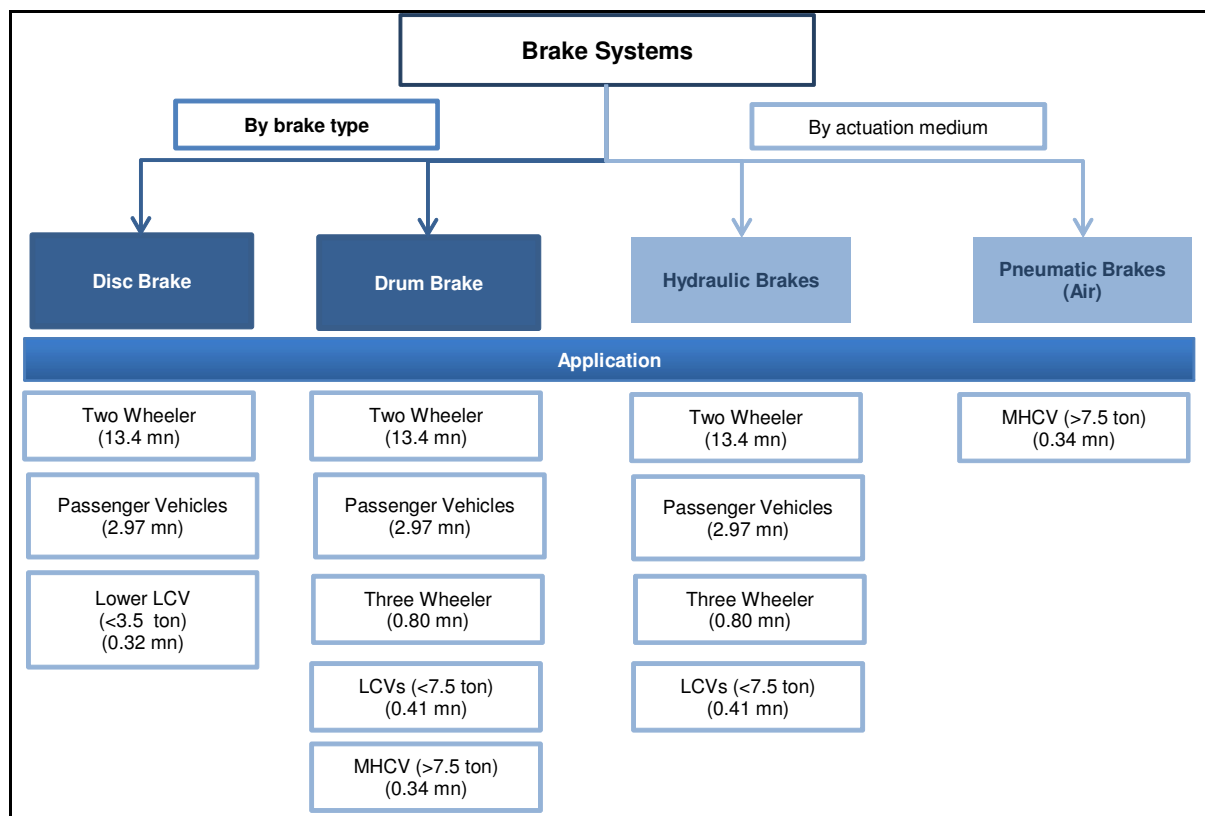 Brake Systems
By brake type
By actuation medium
Disc Brake
Drum Brake
Hydraulic Brakes
Pneumatic Brakes
(Air)
Application
Two Wheeler
(13.4 mn)
Passenger Vehicles
(2.97 mn)
Lower LCV
(<3.5 ton)
(0.32 mn)
Two Wheeler
(13.4 mn)
Passenger Vehicles
(2.97 mn)
Three Wheeler
(0.80 mn)
LCVs (<7.5 ton)
(0.41 mn)
MHCV (>7.5 ton)
(0.34 mn)
Two Wheeler
(13.4 mn)
Passenger Vehicles
(2.97 mn)
Three Wheeler
(0.80 mn)
LCVs (<7.5 ton)
(0.41 mn)
MHCV (>7.5 ton)
(0.34 mn)